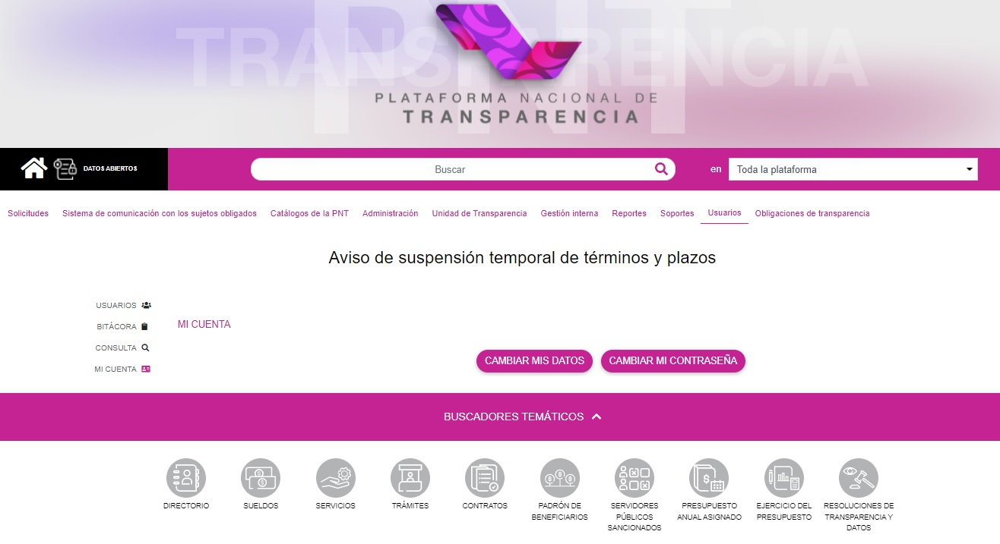 PNT
TRANSPARENCIA
PLATAFORMA NACIONAL DE
TRANSPARENCIA
DATOS ABIERTOS
Buscar
en
Toda la plataforma
Solicitudes
Sistema de comunicación con los sujetos obligados
Catálogos de la PNT
Administración
Unidad de Transparencia
Gestión interna
Reportes
Soportes
Usuarios
Obligaciones de transparencia
Aviso de suspensión temporal de términos y plazos
USUARIOS
BITÁCORA
CONSULTA
MI CUENTA
MI CUENTA
CAMBIAR MIS DATOS
CAMBIAR MI CONTRASEÑA
BUSCADORES TEMÁTICOS
DIRECTORIO
SUELDOS
SERVICIOS
TRÁMITES
CONTRATOS
PADRÓN DE
BENEFICIARIOS
SERVIDORES
PÚBLICOS
SANCIONADOS
PRESUPUESTO
ANUAL ASIGNADO
EJERCICIO DEL
PRESUPUESTO
RESOLUCIONES DE
TRANSPARENCIA Y
DATOS